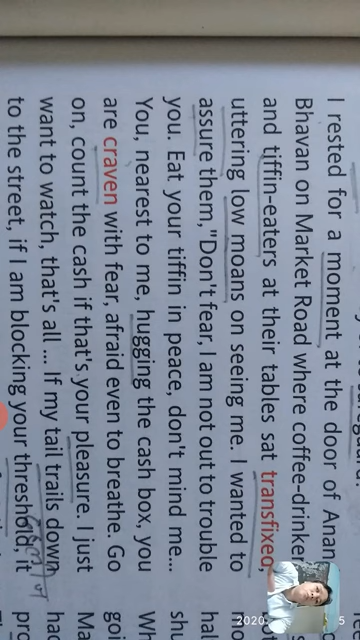 I rested for a moment at the door of
Bhavan on Market Road where coffee-drinker
and tiffin-eaters at their tables sat transfixed,
uttering low moans on seeing me. I wanted to
assure them, "Don't fear, I am not out to trouble
you. Eat your tiffin in peace, don't mind me...
You, nearest to me, hugging the cash box, you
are craven with fear, afraid even to breathe. Go
on, count the cash if that's your pleasure. I just
want to watch, that's all ... If my tail trails down
to the street, if I am blocking your threshold, it
2020
5